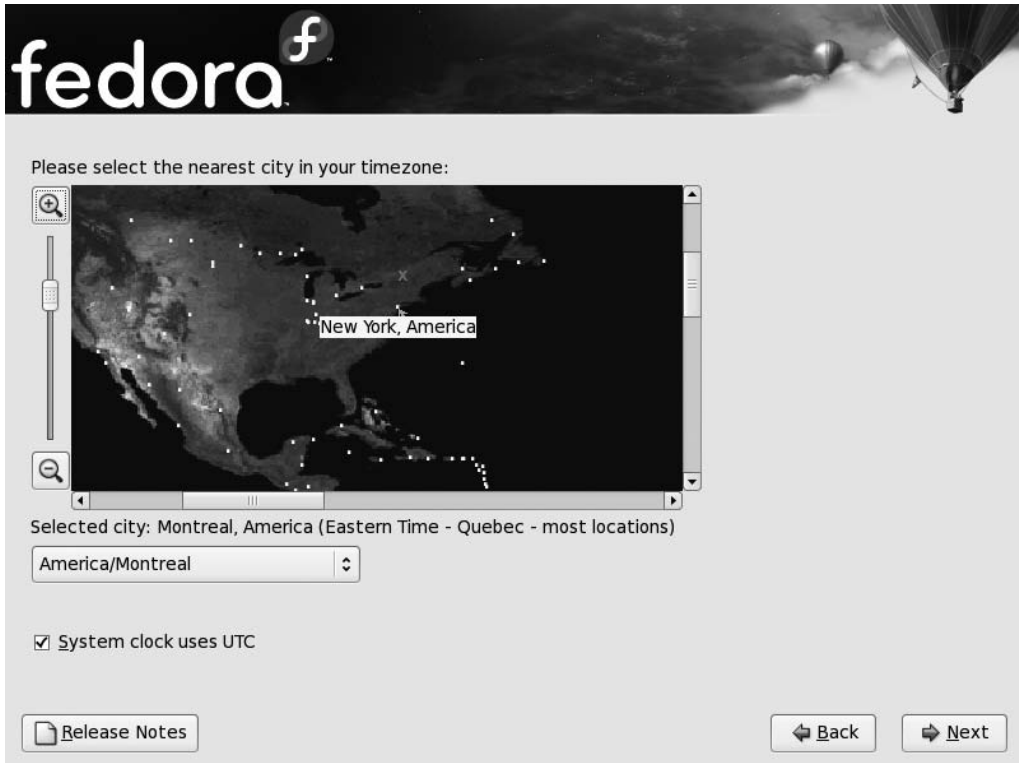 fedora
Please select the nearest city in your timezone:
New York, America
Selected city: Montreal, America (Eastern Time - Quebec - most locations)
America/Montreal
System clock uses UTC
Release Notes
Back
Next